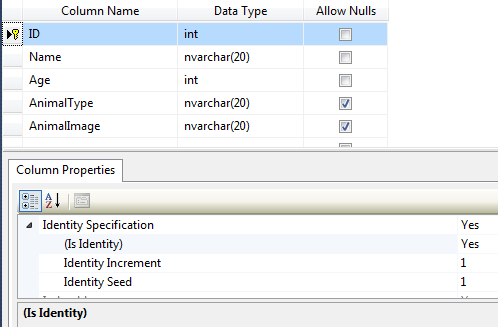 Column Name Data Type Allow Nulls
ID int
Name nvarchar(20)
Age int
AnimalType nvarchar(20)
AnimalImage nvarchar(20)
Column Properties
Identity Specification Yes
(Is Identity) Yes
Identity Increment 1
Identity Seed 1
(Is Identity)